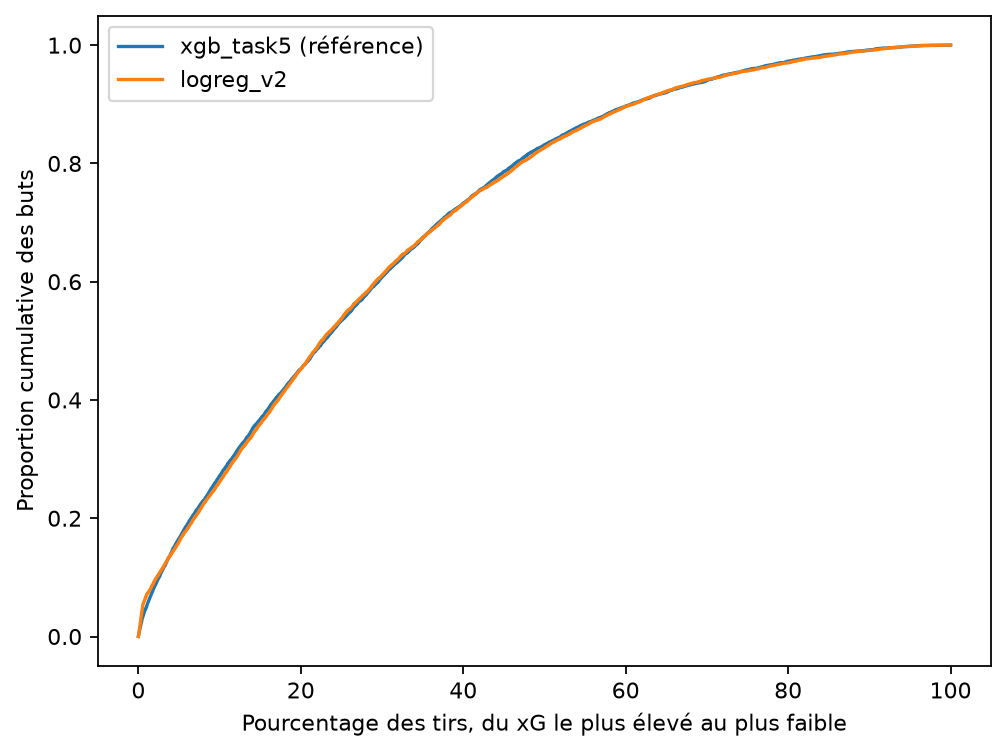 xgb_task5 (référence)
logreg_v2
Proportion cumulative des buts
1.0
0.8
0.6
0.4
0.2
0.0
0 20 40 60 80 100
Pourcentage des tirs, du xG le plus élevé au plus faible